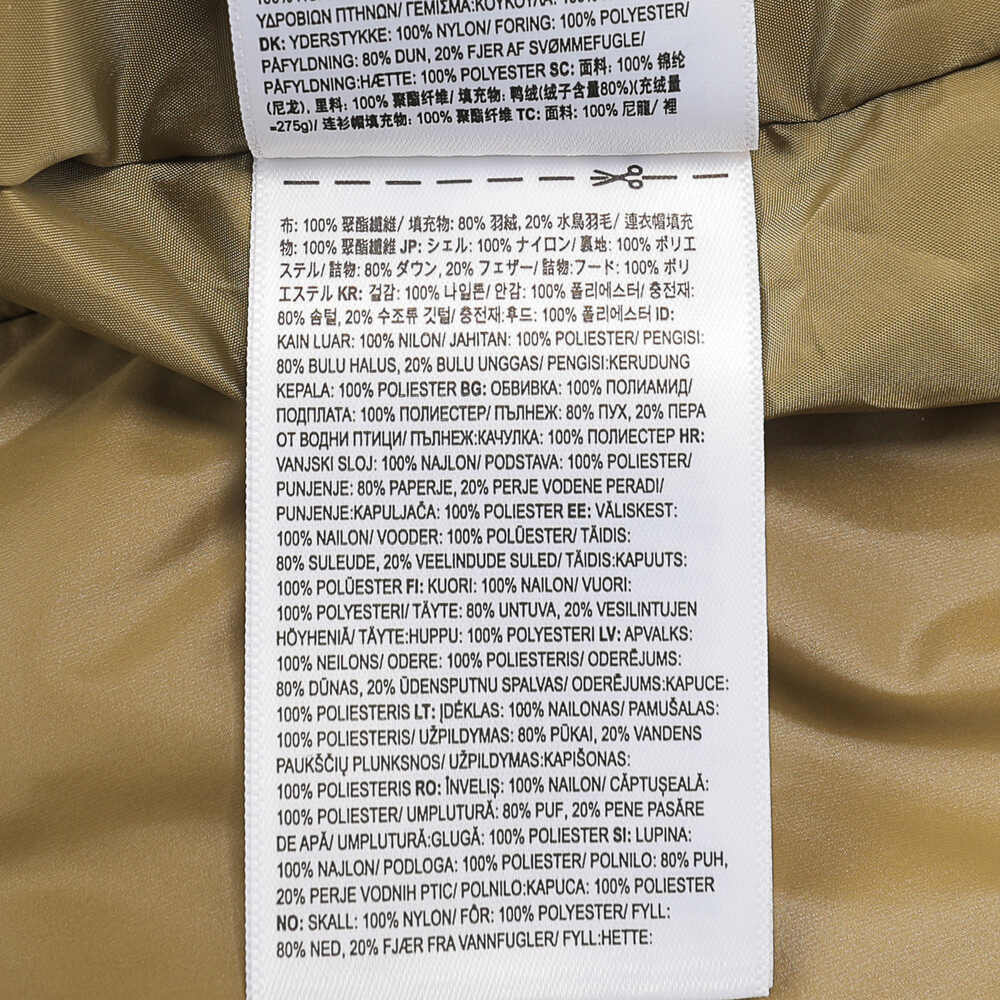 ΥΔΡΟΒΙΩΝ ΠΤΗΝΩΝ/ ΓΕΜΙΣΜΑ:ΚΟΥΚΟΥΛΑ:
DK: YDERSTYKKE: 100% NYLON/ FORING: 100% POLYESTER/
PÅFYLDNING: 80% DUN, 20% FJER AF SVØMMEFUGLE/
PÅFYLDNING:HÆTTE: 100% POLYESTER SC: 面料: 100% 锦纶
(尼龙), 里料: 100% 聚酯纤维/ 填充物: 鸭绒(绒子含量80%)(充绒量
=275g)/ 连衫帽填充物: 100% 聚酯纤维 TC: 面料: 100% 尼龍/ 裡
布: 100% 聚酯纖維/ 填充物: 80% 羽絨, 20% 水鳥羽毛/ 連衣帽填充
物: 100% 聚酯纖維 JP: シェル: 100% ナイロン/ 裏地: 100% ポリエ
ステル/ 詰物: 80% ダウン, 20% フェザー/ 詰物:フード: 100% ポリ
エステル KR: 겉감: 100% 나일론/ 안감: 100% 폴리에스터/ 충전재:
80% 솜털, 20% 수조류 깃털/ 충전재:후드: 100% 폴리에스터 ID:
KAIN LUAR: 100% NILON/ JAHITAN: 100% POLIESTER/ PENGISI:
80% BULU HALUS, 20% BULU UNGGAS/ PENGISI:KERUDUNG
KEPALA: 100% POLIESTER BG: ОБВИВКА: 100% ПОЛИАМИД/
ПОДПЛАТА: 100% ПОЛИЕСТЕР/ ПЪЛНЕЖ: 80% ПУХ, 20% ПЕРА
ОТ ВОДНИ ПТИЦИ/ ПЪЛНЕЖ:КАЧУЛКА: 100% ПОЛИЕСТЕР HR:
VANJSKI SLOJ: 100% NAJLON/ PODSTAVA: 100% POLIESTER/
PUNJENJE: 80% PAPERJE, 20% PERJE VODENE PERADI/
PUNJENJE:KAPULJAČA: 100% POLIESTER EE: VÄLISKEST:
100% NAILON/ VOODER: 100% POLÜESTER/ TÄIDIS:
80% SULEUDE, 20% VEELINDUDE SULED/ TÄIDIS:KAPUUTS:
100% POLÜESTER FI: KUORI: 100% NAILON/ VUORI:
100% POLYESTERI/ TÄYTE: 80% UNTUVA, 20% VESILINTUJEN
HÖYHENIÄ/ TÄYTE:HUPPU: 100% POLYESTERI LV: APVALKS:
100% NEILONS/ ODERE: 100% POLIESTERIS/ ODERĒJUMS:
80% DŪNAS, 20% ŪDENSPUTNU SPALVAS/ ODERĒJUMS:KAPUCE:
100% POLIESTERIS LT: ĮDĖKLAS: 100% NAILONAS/ PAMUŠALAS:
100% POLIESTERIS/ UŽPILDYMAS: 80% PŪKAI, 20% VANDENS
PAUKŠČIŲ PLUNKSNOS/ UŽPILDYMAS:KAPIŠONAS:
100% POLIESTERIS RO: ÎNVELIȘ: 100% NAILON/ CĂPTUȘEALĂ:
100% POLIESTER/ UMPLUTURĂ: 80% PUF, 20% PENE PASĂRE
DE APĂ/ UMPLUTURĂ:GLUGĂ: 100% POLIESTER SI: LUPINA:
100% NAJLON/ PODLOGA: 100% POLIESTER/ POLNILO: 80% PUH,
20% PERJE VODNIH PTIC/ POLNILO:KAPUCA: 100% POLIESTER
NO: SKALL: 100% NYLON/ FÔR: 100% POLYESTER/ FYLL:
80% NED, 20% FJÆR FRA VANNFUGLER/ FYLL:HETTE: